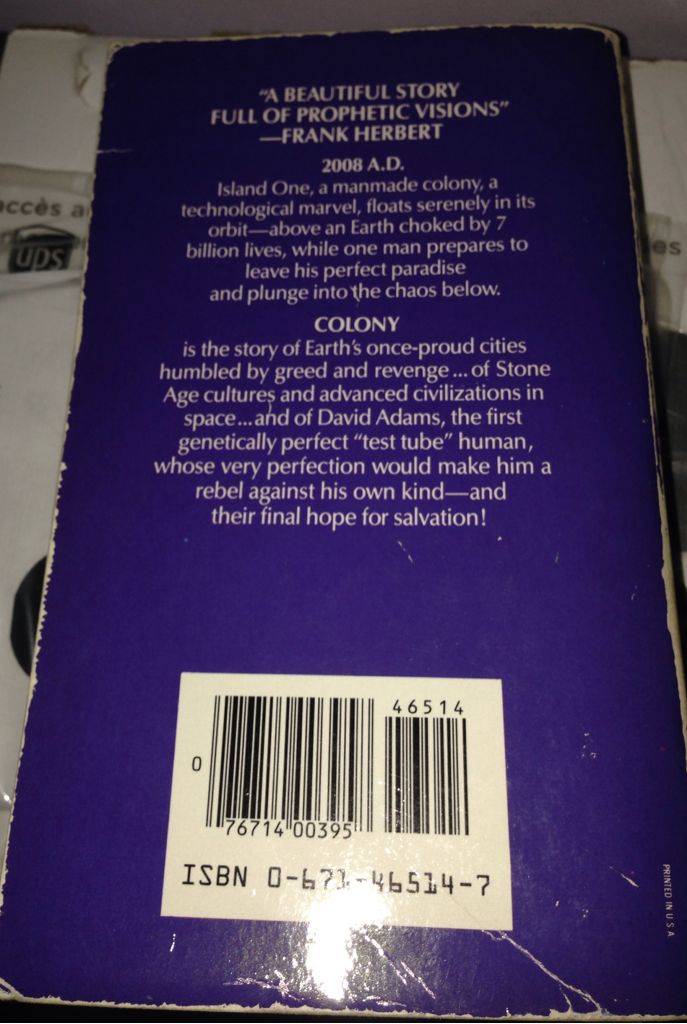 “A BEAUTIFUL STORY
FULL OF PROPHETIC VISIONS”
—FRANK HERBERT
2008 A.D.
Island One, a manmade colony, a
technological marvel, floats serenely in its
orbit—above an Earth choked by 7
billion lives, while one man prepares to
leave his perfect paradise
and plunge into the chaos below.
COLONY
is the story of Earth’s once-proud cities
humbled by greed and revenge...of Stone
Age cultures and advanced civilizations in
space...and of David Adams, the first
genetically perfect “test tube” human,
whose very perfection would make him a
rebel against his own kind—and
their final hope for salvation!
46514
0
76714 00395
ISBN 0-671-46514-7
PRINTED IN U.S.A.
accès a
ups
es